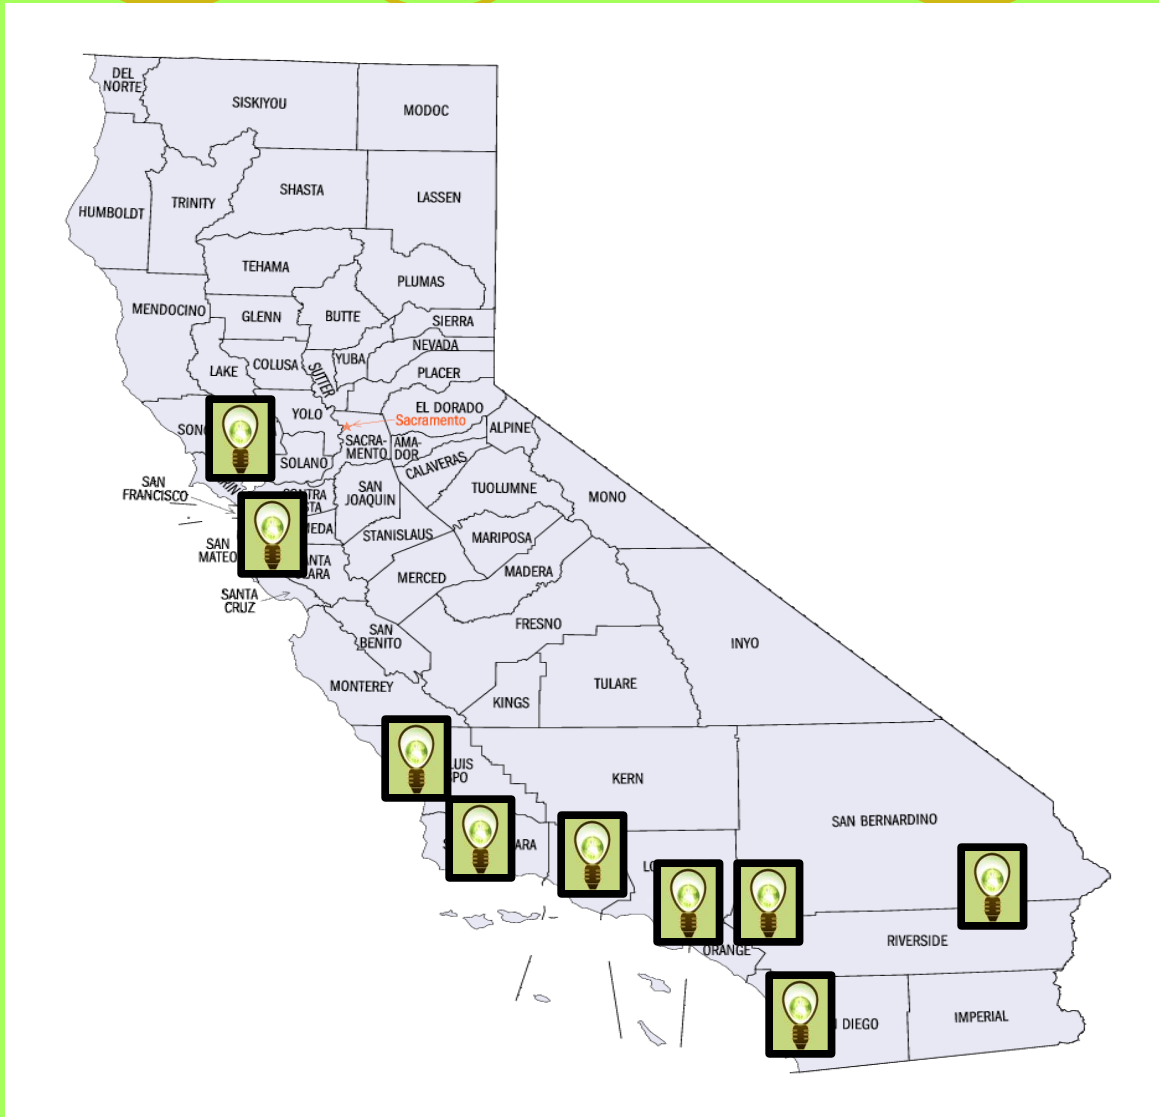 DEL
NORTE
SISKIYOU
MODOC
HUMBOLDT
TRINITY
SHASTA
LASSEN
TEHAMA
PLUMAS
MENDOCINO
GLENN
BUTTE
SIERRA
NEVADA
YUBA
LAKE
COLUSA
SUTTER
PLACER
EL DORADO
YOLO
Sacramento
ALPINE
SACRA-
MENTO
AMA-
DOR
SOLANO
CALAVERAS
SAN
FRANCISCO
SAN
JOAQUIN
TUOLUMNE
MONO
STANISLAUS
MARIPOSA
SAN
MATEO
MERCED
MADERA
SANTA
CRUZ
FRESNO
SAN
BENITO
INYO
MONTEREY
KINGS
TULARE
LUIS
KERN
SAN BERNARDINO
ARA
LO
ORANGE
RIVERSIDE
DIEGO
IMPERIAL